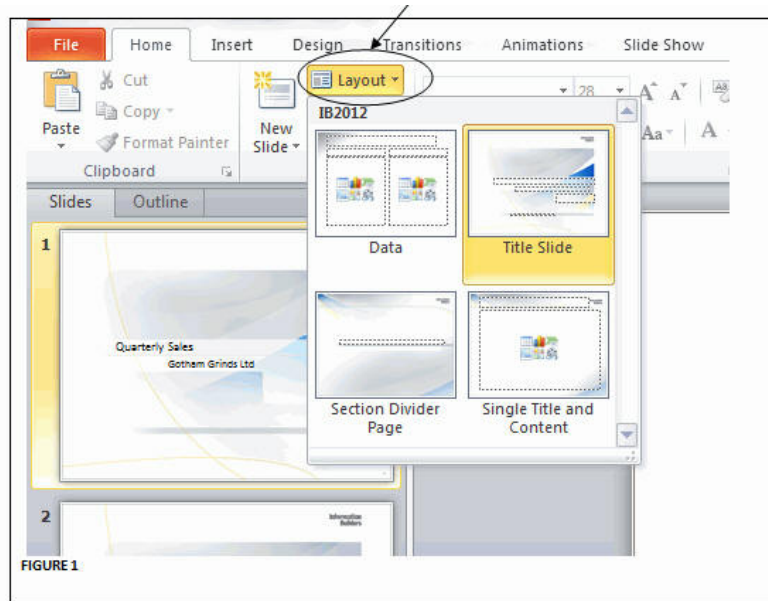 File Home Insert Design Transitions Animations Slide Show
Cut
Copy
Format Painter
Paste
Clipboard
New
Slide
Layout
28
A A
Aa A
Slides Outline
IB2012
Data Title Slide
Section Divider
Page
Single Title and
Content
1
Quarterly Sales
Gotham Grinds Ltd
2
Information
Builders
FIGURE 1